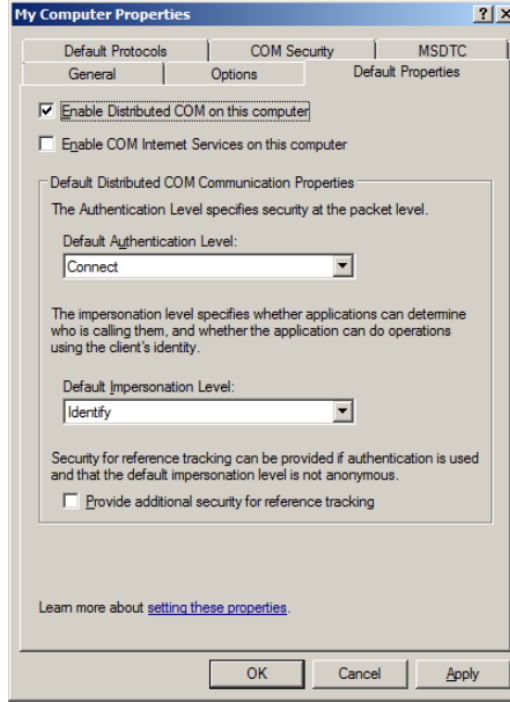 My Computer Properties
Default Protocols COM Security MSDTC
General Options Default Properties
Enable Distributed COM on this computer
Enable COM Internet Services on this computer
Default Distributed COM Communication Properties
The Authentication Level specifies security at the packet level.
Default Authentication Level:
Connect
The impersonation level specifies whether applications can determine
who is calling them, and whether the application can do operations
using the client's identity.
Default Impersonation Level:
Identify
Security for reference tracking can be provided if authentication is used
and that the default impersonation level is not anonymous.
Provide additional security for reference tracking
Learn more about setting these properties.
OK Cancel Apply